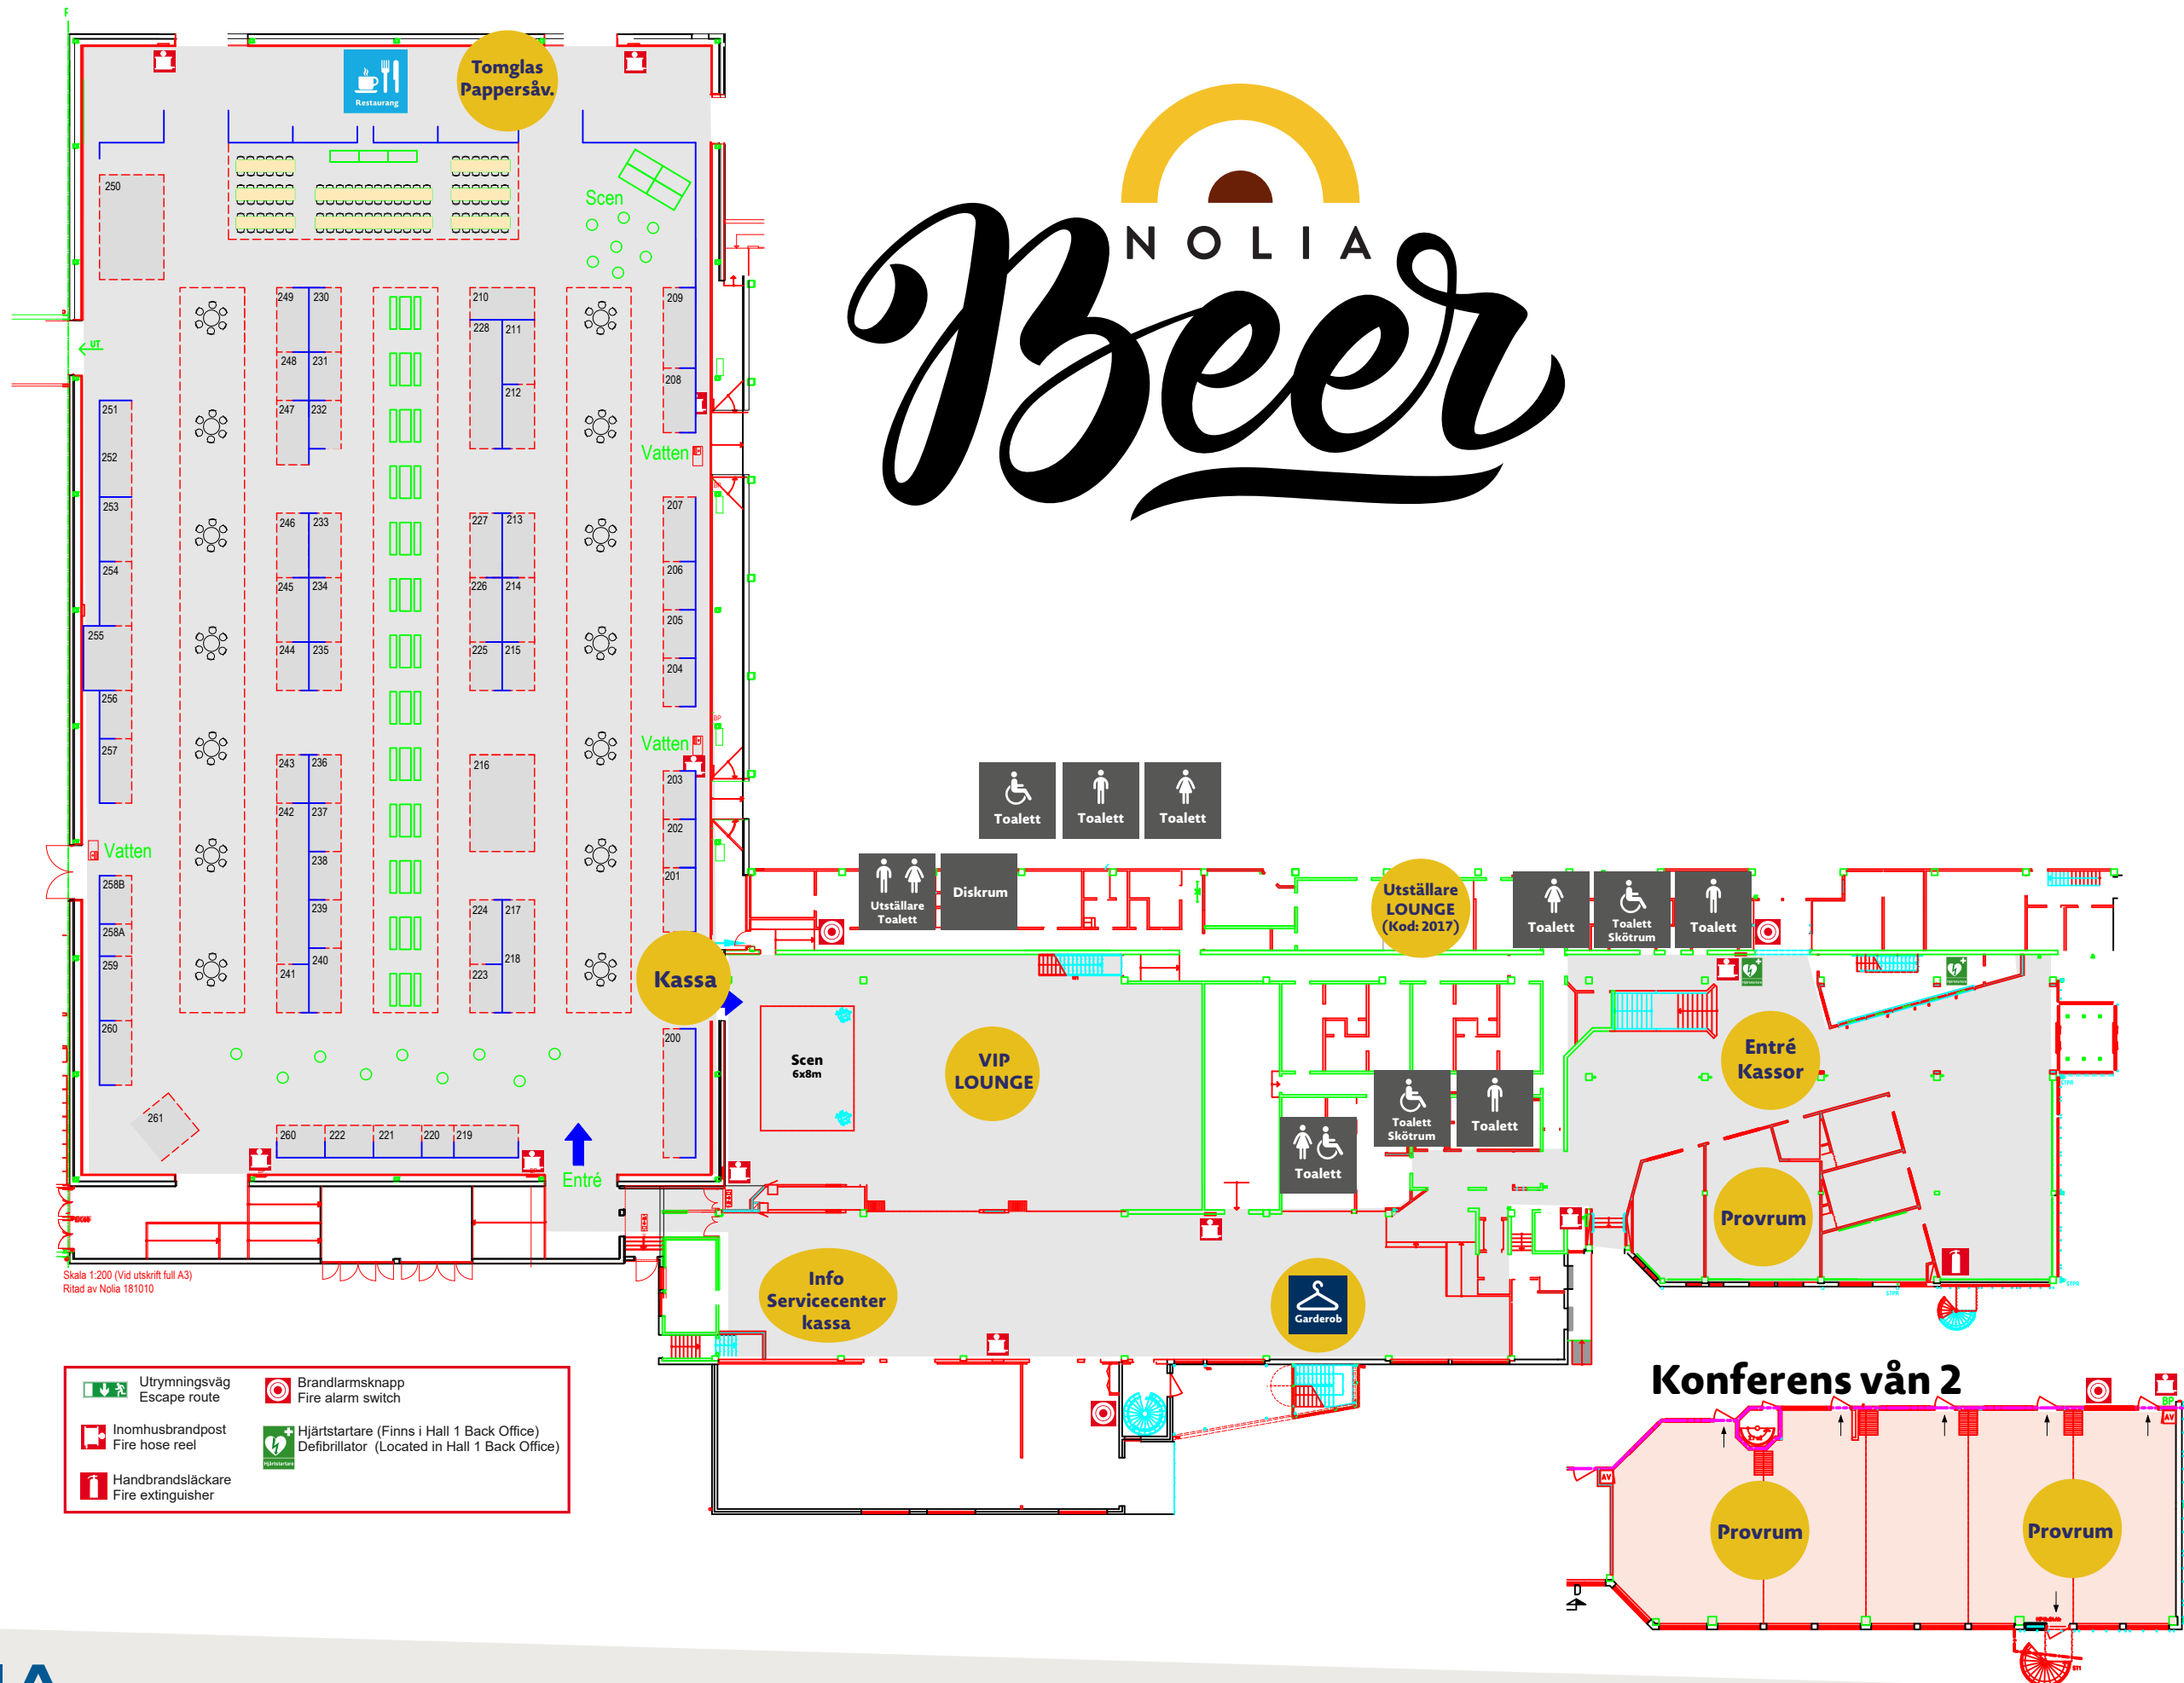 Tomglas
Pappersåv.
Restaurang
NOLIA
Beer
250
Scen
249
230
210
209
228
211
UT
248
231
208
212
251
247
232
252
Vatten
253
207
246
233
227
213
254
206
245
234
226
214
255
205
244
235
225
215
204
256
257
Vatten
243
236
216
203
242
237
202
Vatten
238
201
258B
239
224
217
258A
240
218
259
241
223
Kassa
260
200
261
260
222
221
220
219
Entré
Toalett
Toalett
Toalett
Utställare
Toalett
Diskrum
Utställare
LOUNGE
(Kod: 2017)
Toalett
Toalett
Skötrum
Toalett
Scen
6x8m
VIP
LOUNGE
Entré
Kassor
Toalett
Skötrum
Toalett
Toalett
Provrum
Info
Servicecenter
kassa
Garderob
Skala 1:200 (Vid utskrift full A3)
Ritad av Nolia 181010
Utrymningsväg
Escape route
Brandlarmsknapp
Fire alarm switch
Inomhusbrandpost
Fire hose reel
Hjärtstartare (Finns i Hall 1 Back Office)
Defibrillator (Located in Hall 1 Back Office)
Hjärtstartare
Handbrandsläckare
Fire extinguisher
Konferens vån 2
BP
AV
AV
Provrum
Provrum
D